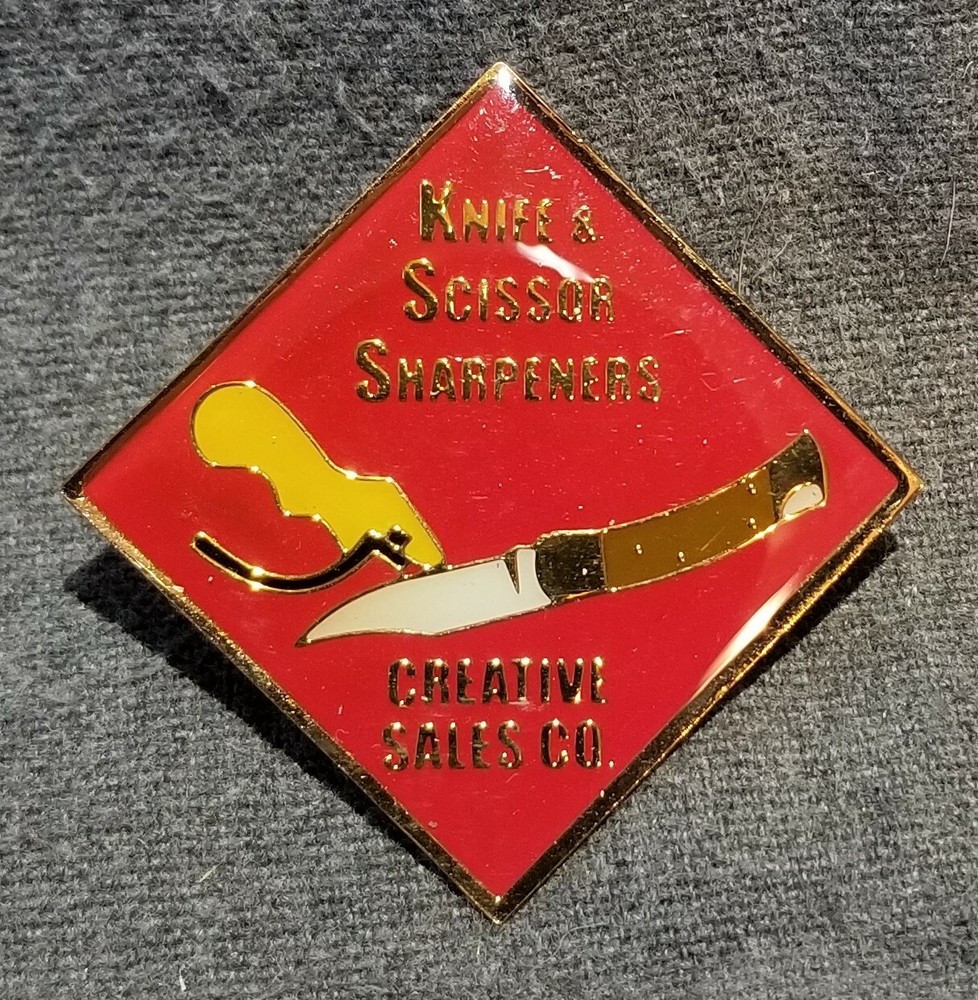 KNIFE &
SCISSOR
SHARPENERS
CREATIVE
SALES CO.